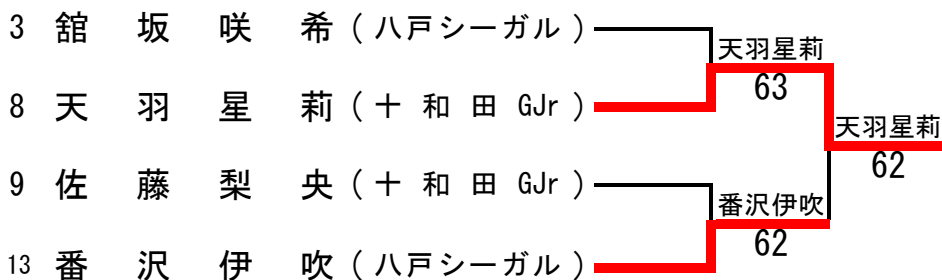 3 舘坂咲希 ( 八戸シーガル )
天羽星莉
63
8 天羽星莉 ( 十和田 GJr )
天羽星莉
62
9 佐藤梨央 ( 十和田 GJr )
番沢伊吹
62
13 番沢伊吹 ( 八戸シーガル )